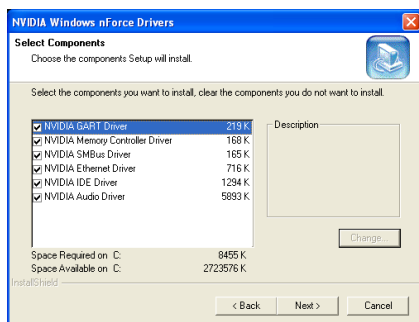 NVIDIA Windows nForce Drivers
Select Components
Choose the components Setup will install.
Select the components you want to install, clear the components you do not want to install.
NVIDIA GART Driver 219 K
NVIDIA Memory Controller Driver 168 K
NVIDIA SMBus Driver 165 K
NVIDIA Ethernet Driver 716 K
NVIDIA IDE Driver 1294 K
NVIDIA Audio Driver 5893 K
Description
Change...
Space Required on C: 8455 K
Space Available on C: 2723576 K
InstallShield
< Back Next > Cancel